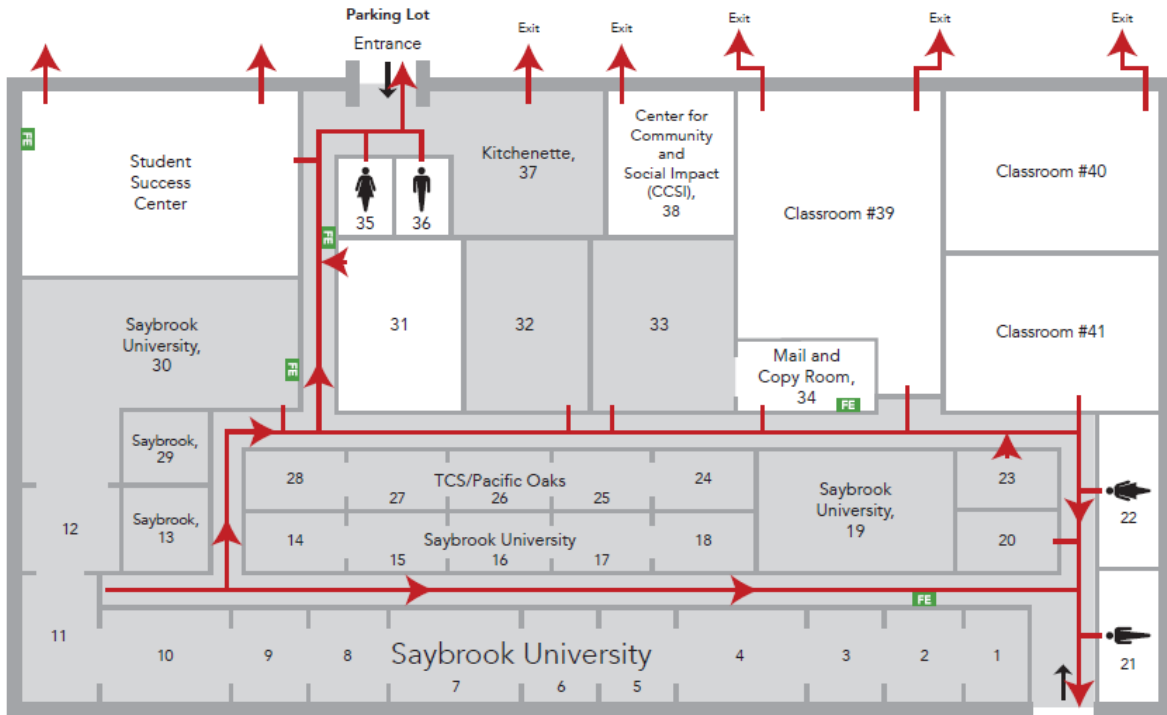 Parking Lot
Entrance
Exit
Exit
Exit
Exit
Exit
FE
Student
Success
Center
35
36
Kitchenette,
37
Center for
Community
and
Social Impact
(CCSI),
38
Classroom #39
Classroom #40
FE
Saybrook
University,
30
FE
31
32
33
Mail and
Copy Room,
34
FE
Classroom #41
Saybrook,
29
28
27
TCS/Pacific Oaks
26
25
24
Saybrook
University,
19
23
22
12
Saybrook,
13
14
15
Saybrook University
16
17
18
20
FE
11
10
9
8
Saybrook University
7
6
5
4
3
2
1
21